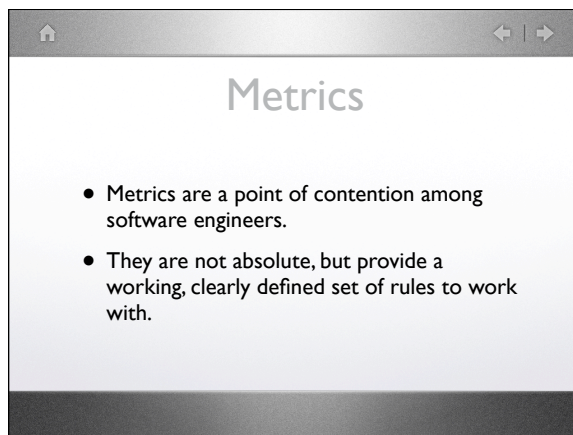 Metrics
• Metrics are a point of contention among
software engineers.
• They are not absolute, but provide a
working, clearly defined set of rules to work
with.